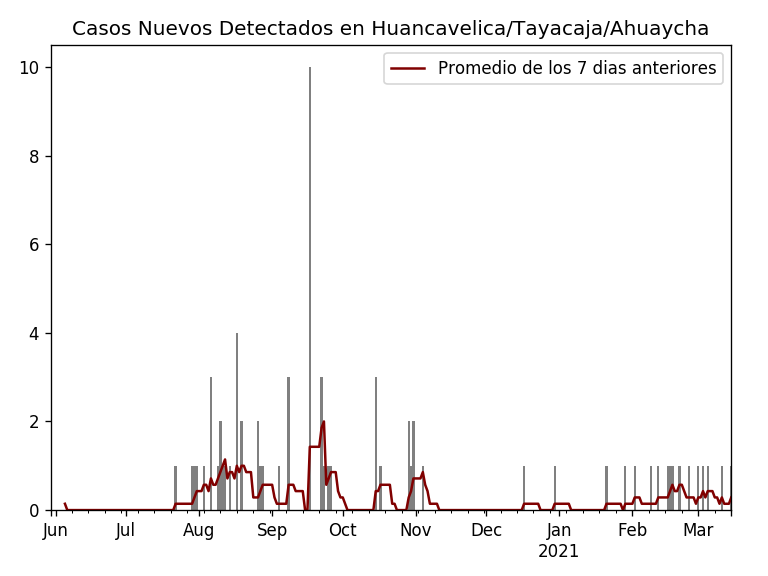 Casos Nuevos Detectados en Huancavelica/Tayacaja/Ahuaycha
Promedio de los 7 dias anteriores
10
8
6
4
2
0
Jun Jul Aug Sep Oct Nov Dec Jan Feb Mar
2021